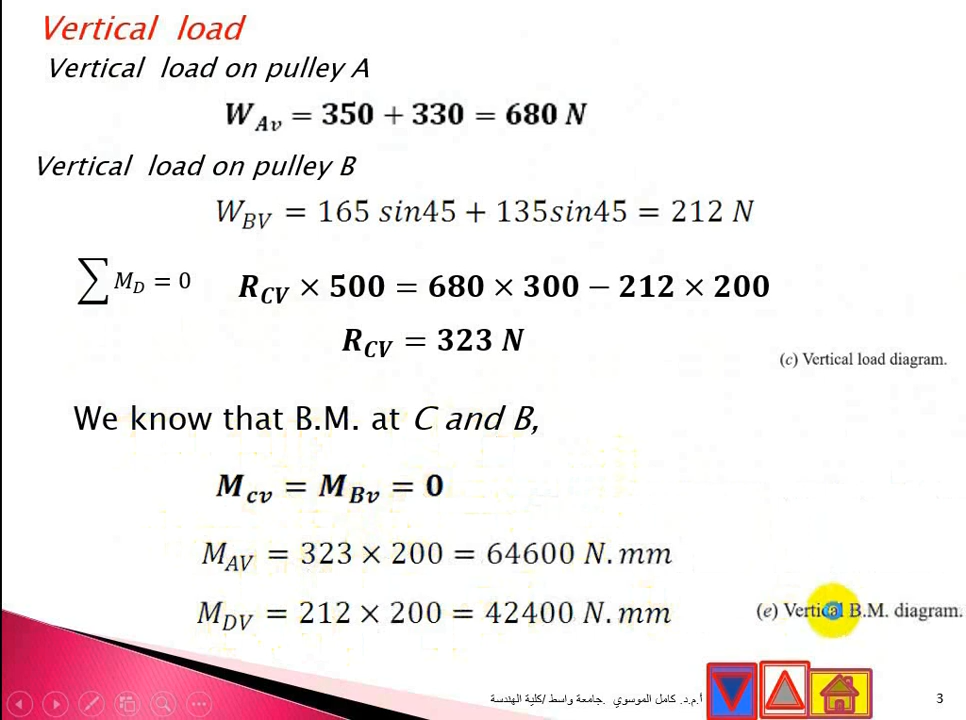 Vertical load
Vertical load on pulley A
W_Av = 350 + 330 = 680 N
Vertical load on pulley B
W_BV = 165 sin45 + 135sin45 = 212 N
∑ M_D = 0 R_CV × 500 = 680 × 300 − 212 × 200
R_CV = 323 N
(c) Vertical load diagram.
We know that B.M. at C and B,
M_cv = M_Bv = 0
M_AV = 323 × 200 = 64600 N.mm
M_DV = 212 × 200 = 42400 N.mm
(e) Vertical B.M. diagram.
أ.م.د. كامل الموسوي .جامعة واسط /كلية الهندسة
3